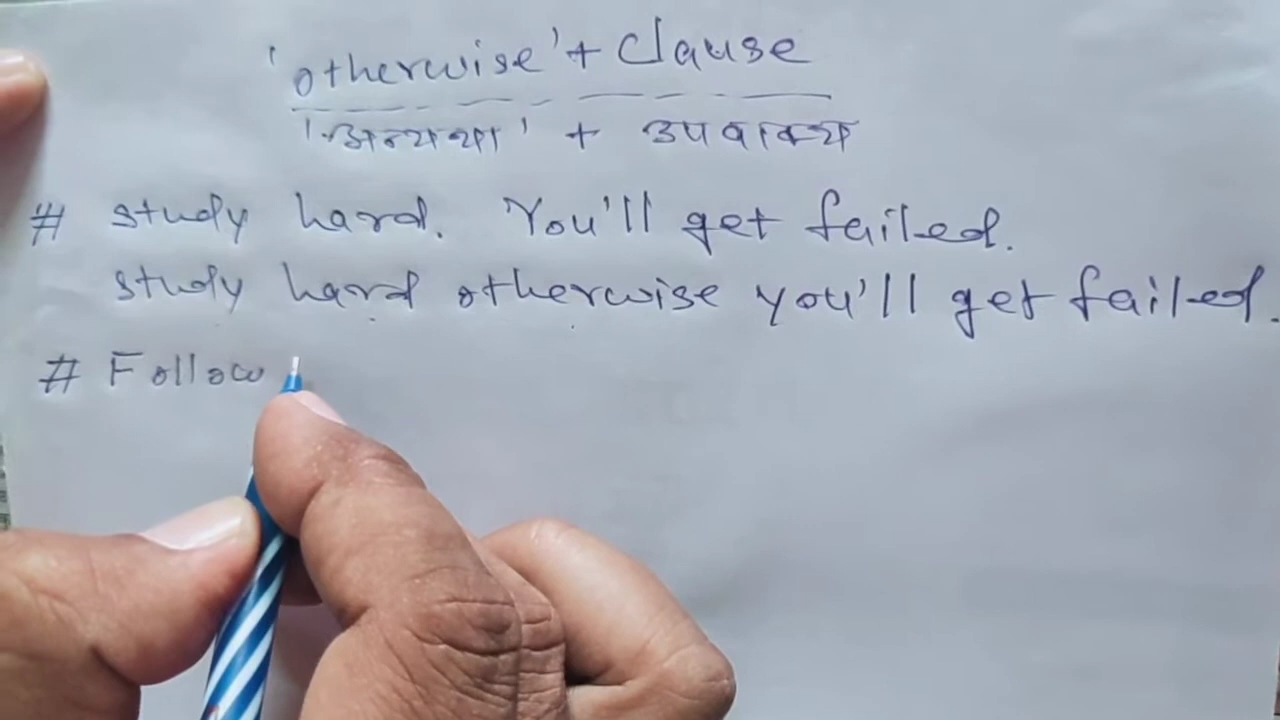 'otherwise' + Clause
'अन्यथा' + उपवाक्य
# study hard. You'll get failed.
study hard otherwise you'll get failed.
# Follow